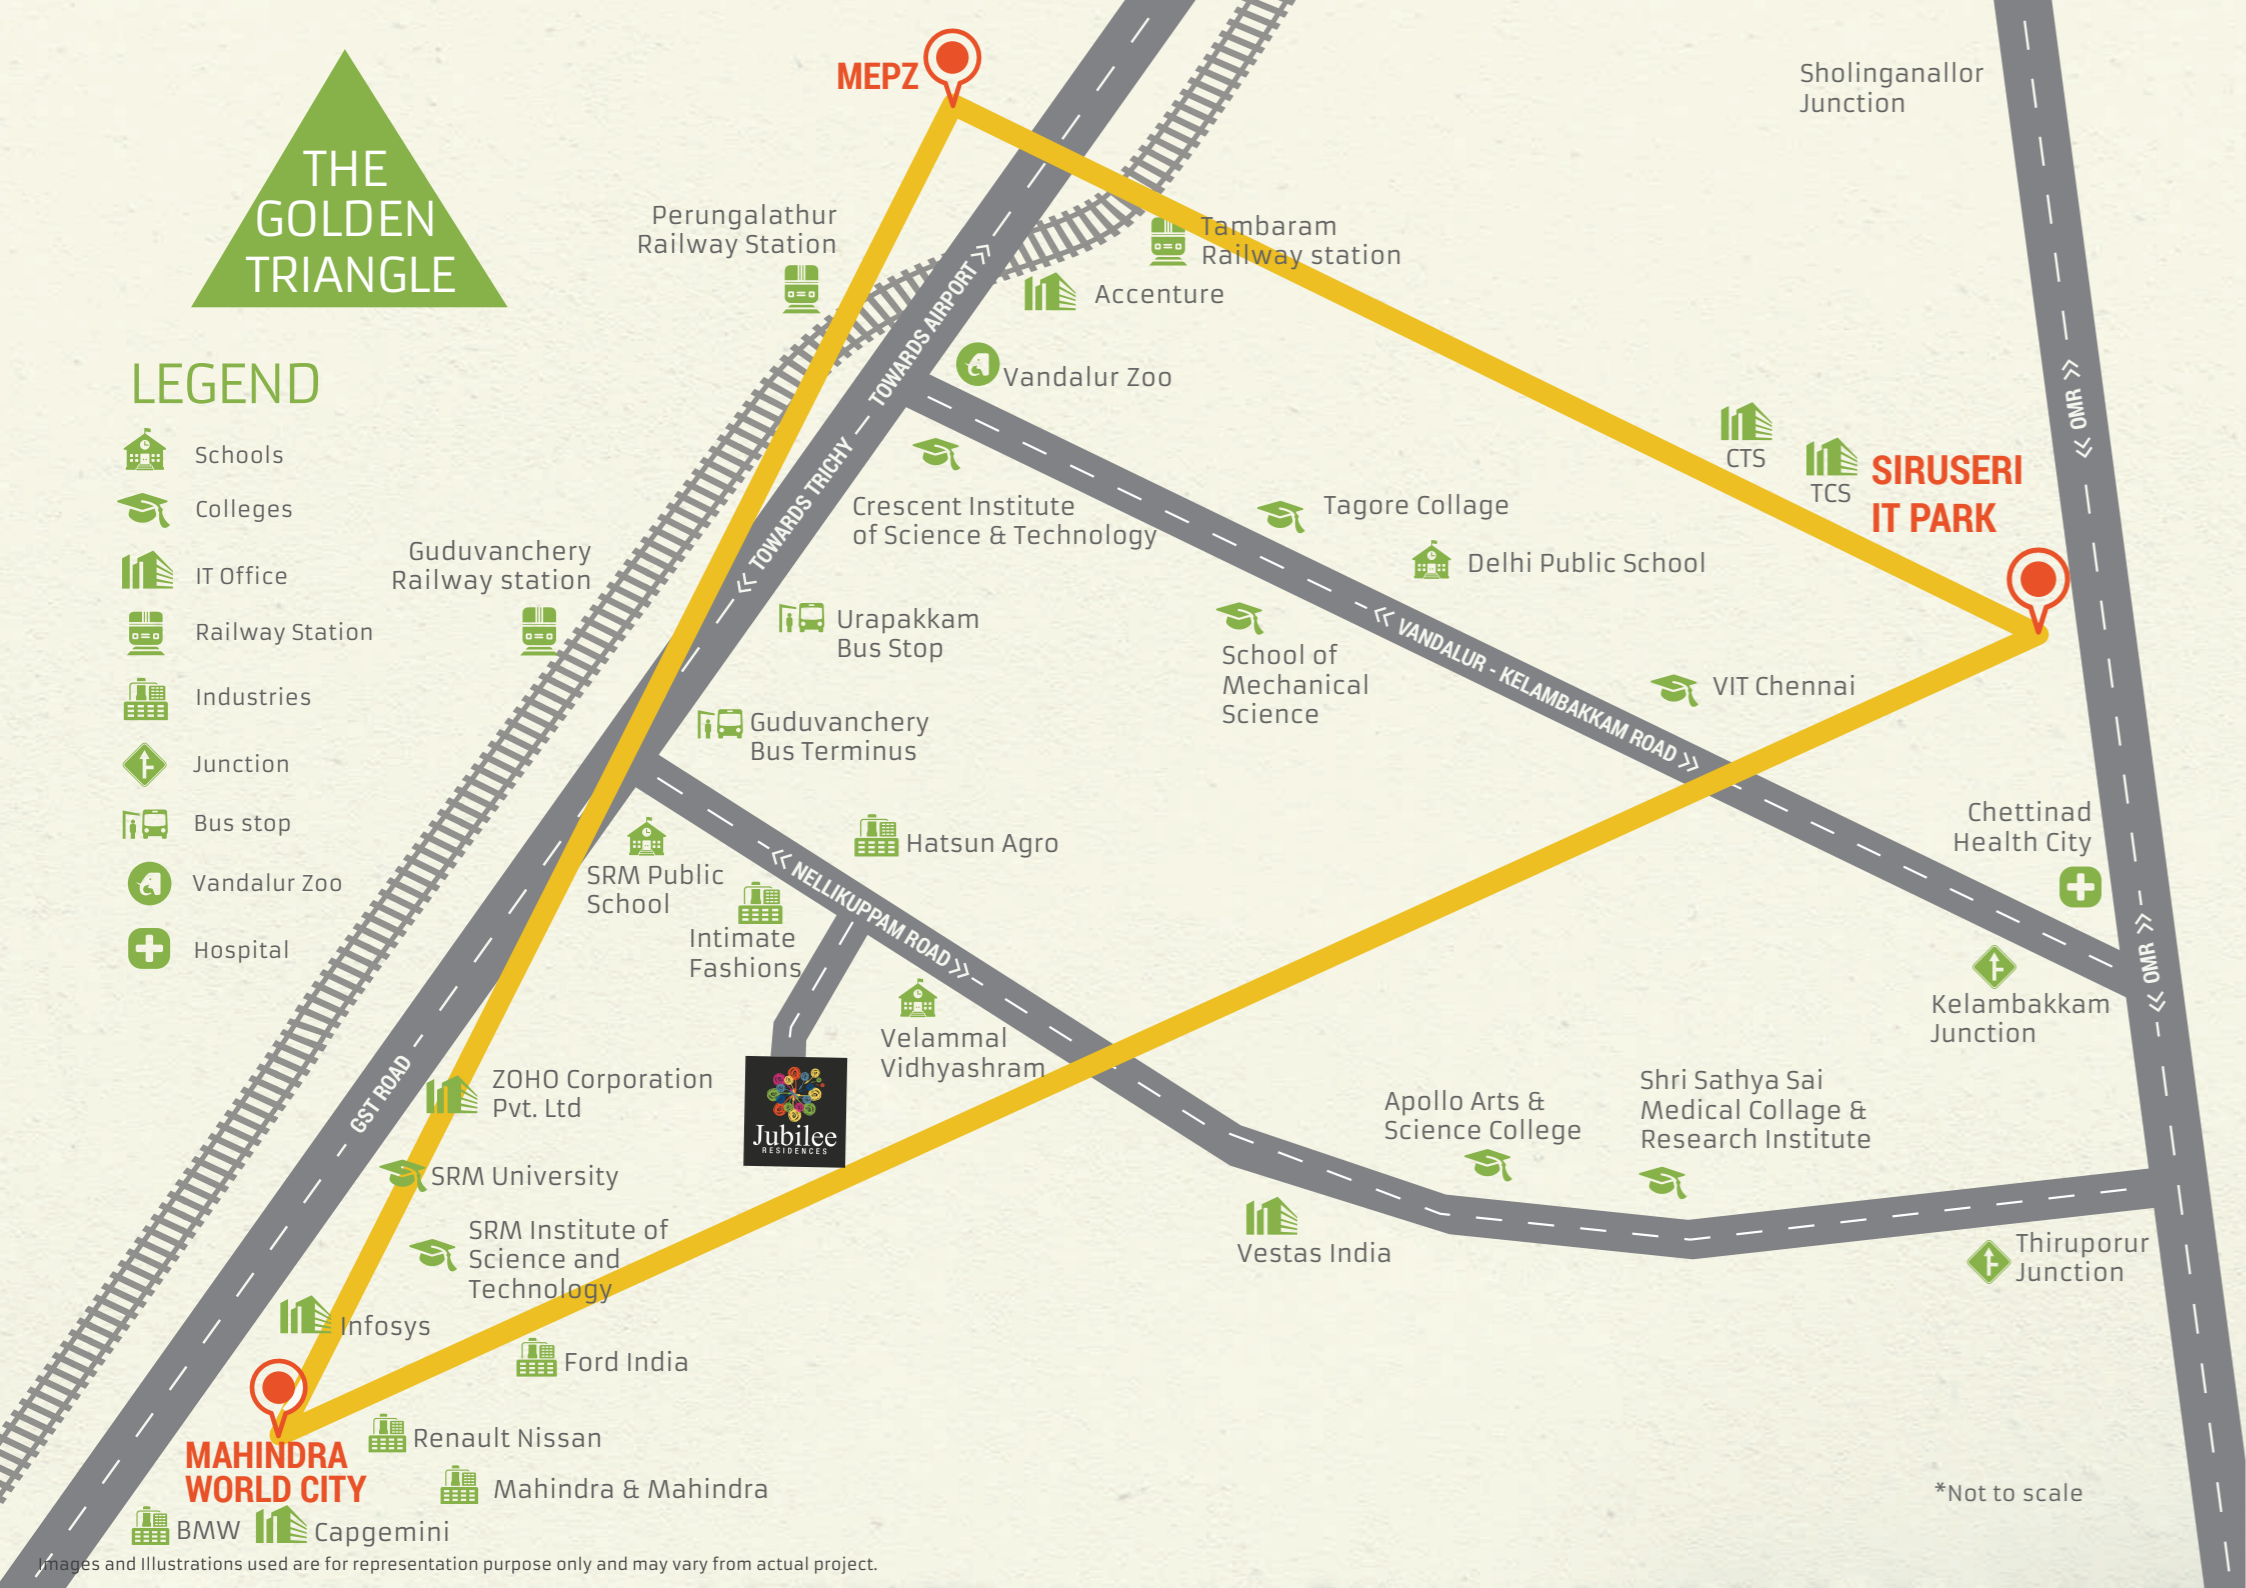 THE
GOLDEN
TRIANGLE
LEGEND
Schools
Colleges
IT Office
Railway Station
Industries
Junction
Bus stop
Vandalur Zoo
Hospital
MEPZ
Sholinganallor
Junction
Perungalathur
Railway Station
Tambaram
Railway station
Accenture
Vandalur Zoo
<< TOWARDS TRICHY — TOWARDS AIRPORT >>
<< OMR >>
CTS
TCS
SIRUSERI
IT PARK
Crescent Institute
of Science & Technology
Tagore Collage
Delhi Public School
Guduvanchery
Railway station
Urapakkam
Bus Stop
School of
Mechanical
Science
<< VANDALUR - KELAMBAKKAM ROAD >>
VIT Chennai
Guduvanchery
Bus Terminus
Chettinad
Health City
Hatsun Agro
SRM Public
School
<< NELLIKUPPAM ROAD >>
Intimate
Fashions
<< OMR >>
Kelambakkam
Junction
Velammal
Vidhyashram
GST ROAD
ZOHO Corporation
Pvt. Ltd
Jubilee
RESIDENCES
Apollo Arts &
Science College
Shri Sathya Sai
Medical Collage &
Research Institute
SRM University
SRM Institute of
Science and
Technology
Vestas India
Thiruporur
Junction
Infosys
Ford India
MAHINDRA
WORLD CITY
Renault Nissan
Mahindra & Mahindra
BMW
Capgemini
*Not to scale
Images and Illustrations used are for representation purpose only and may vary from actual project.